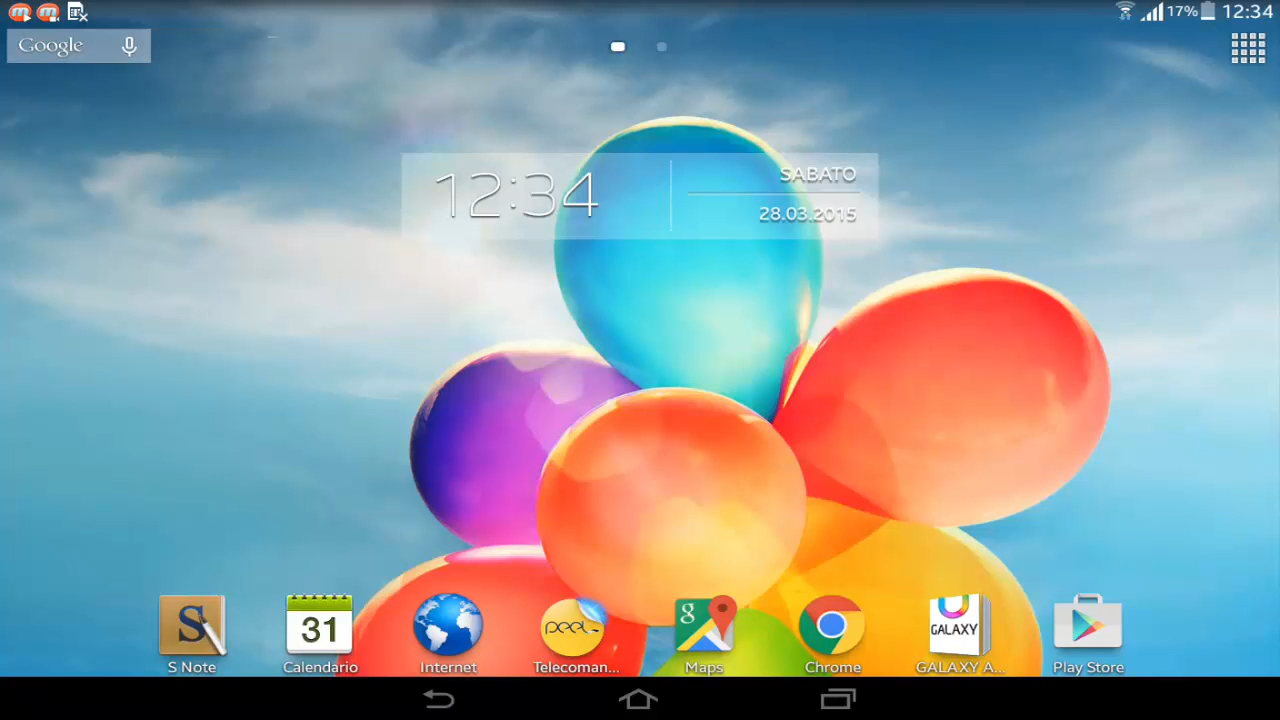 17%
12:34
Google
12:34
SABATO
28.03.2015
S
31
peel
g
GALAXY
S Note
Calendario
Internet
Telecoman...
Maps
Chrome
GALAXY A...
Play Store